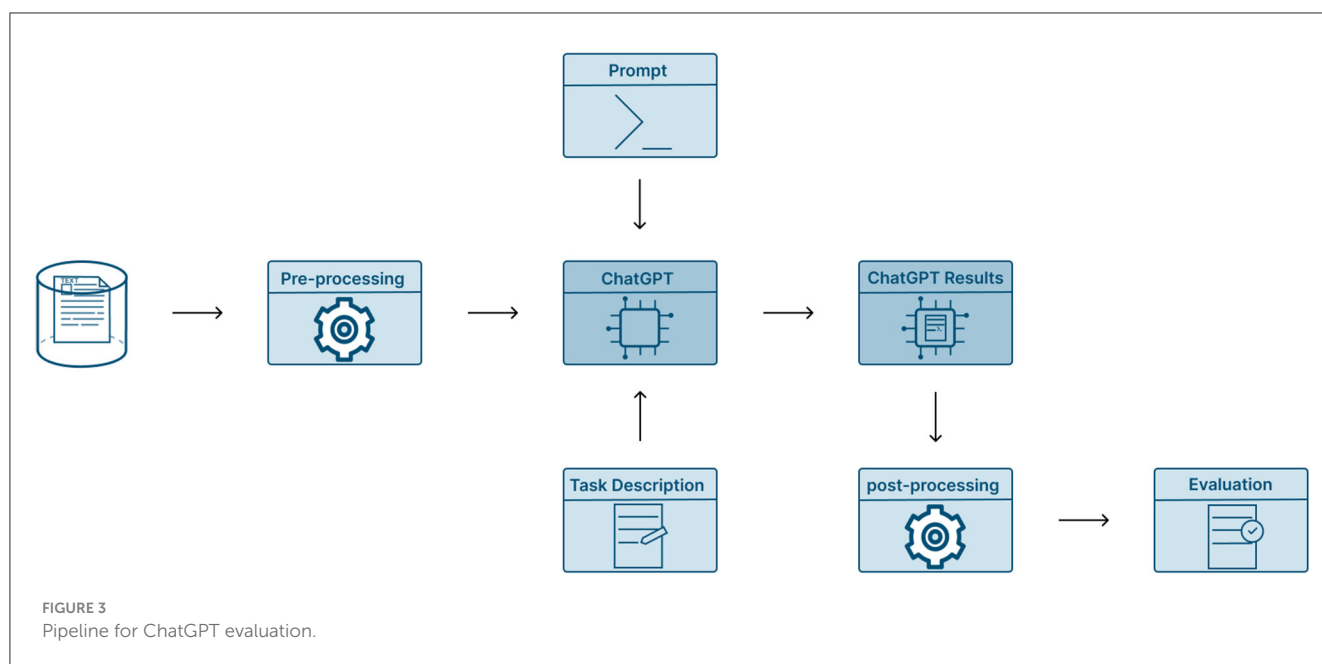 Prompt
TEXT
Pre-processing
ChatGPT
ChatGPT Results
Task Description
post-processing
Evaluation
FIGURE 3
Pipeline for ChatGPT evaluation.